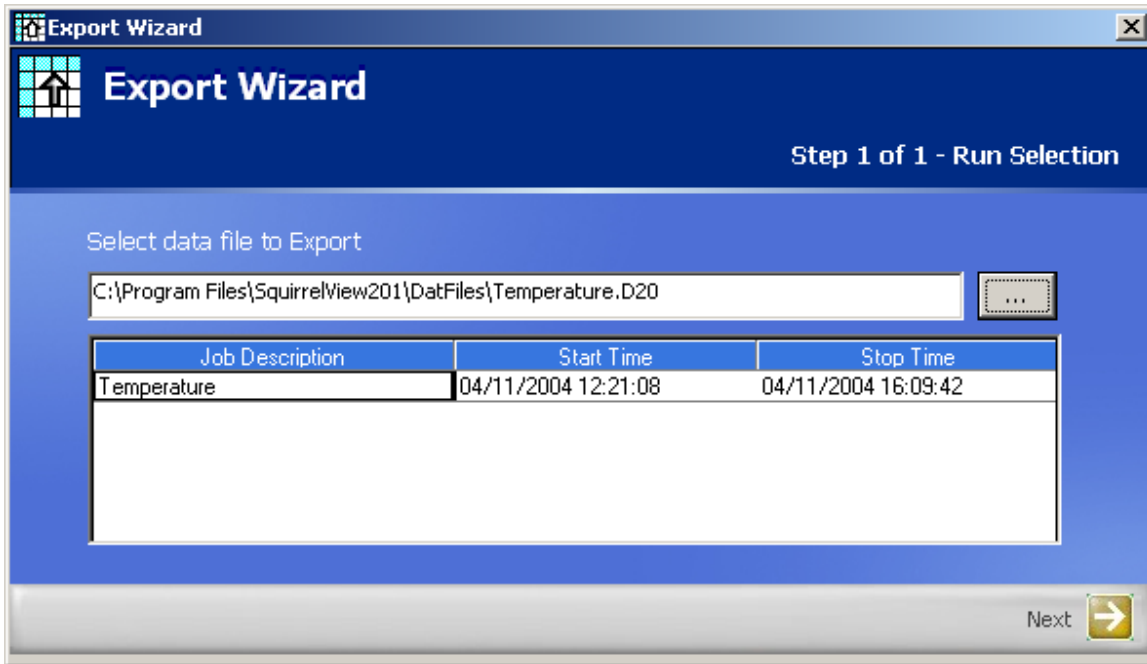 Export Wizard
Export Wizard
Step 1 of 1 - Run Selection
Select data file to Export
C:\Program Files\SquirrelView201\DatFiles\Temperature.D20 ...
Job Description Start Time Stop Time
Temperature 04/11/2004 12:21:08 04/11/2004 16:09:42
Next